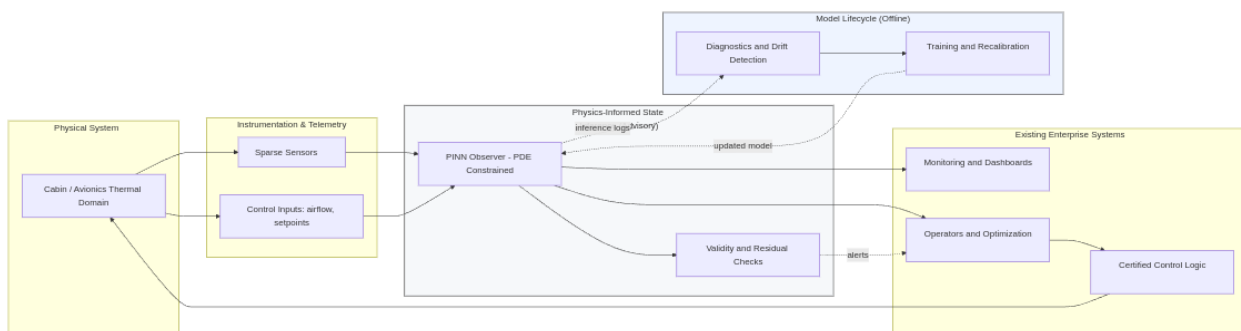 Model Lifecycle (Offline)
Diagnostics and Drift
Detection
Training and Recalibration
Physical System
Cabin / Avionics Thermal
Domain
Instrumentation & Telemetry
Sparse Sensors
Control Inputs: airflow,
setpoints
Physics-Informed State
visory)
inference logs
PINN Observer - PDE
Constrained
updated model
Validity and Residual
Checks
alerts
Existing Enterprise Systems
Monitoring and Dashboards
Operators and Optimization
Certified Control Logic